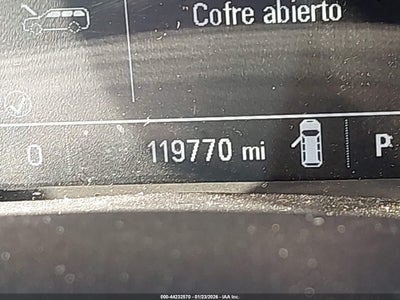 Cofre abierto
0 119770 mi P
000-44232570 - 01/23/2026 - IAA Inc.